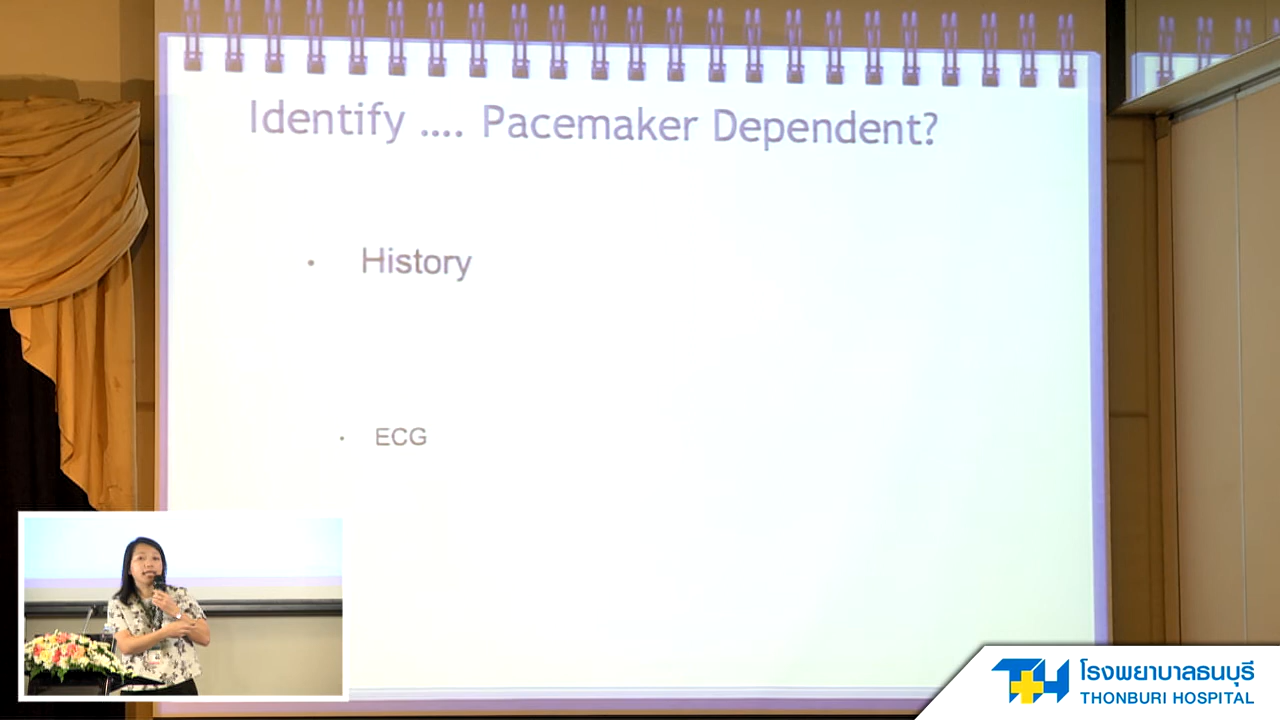 Identify .... Pacemaker Dependent?
• History
• ECG
โรงพยาบาลธนบุรี
THONBURI HOSPITAL